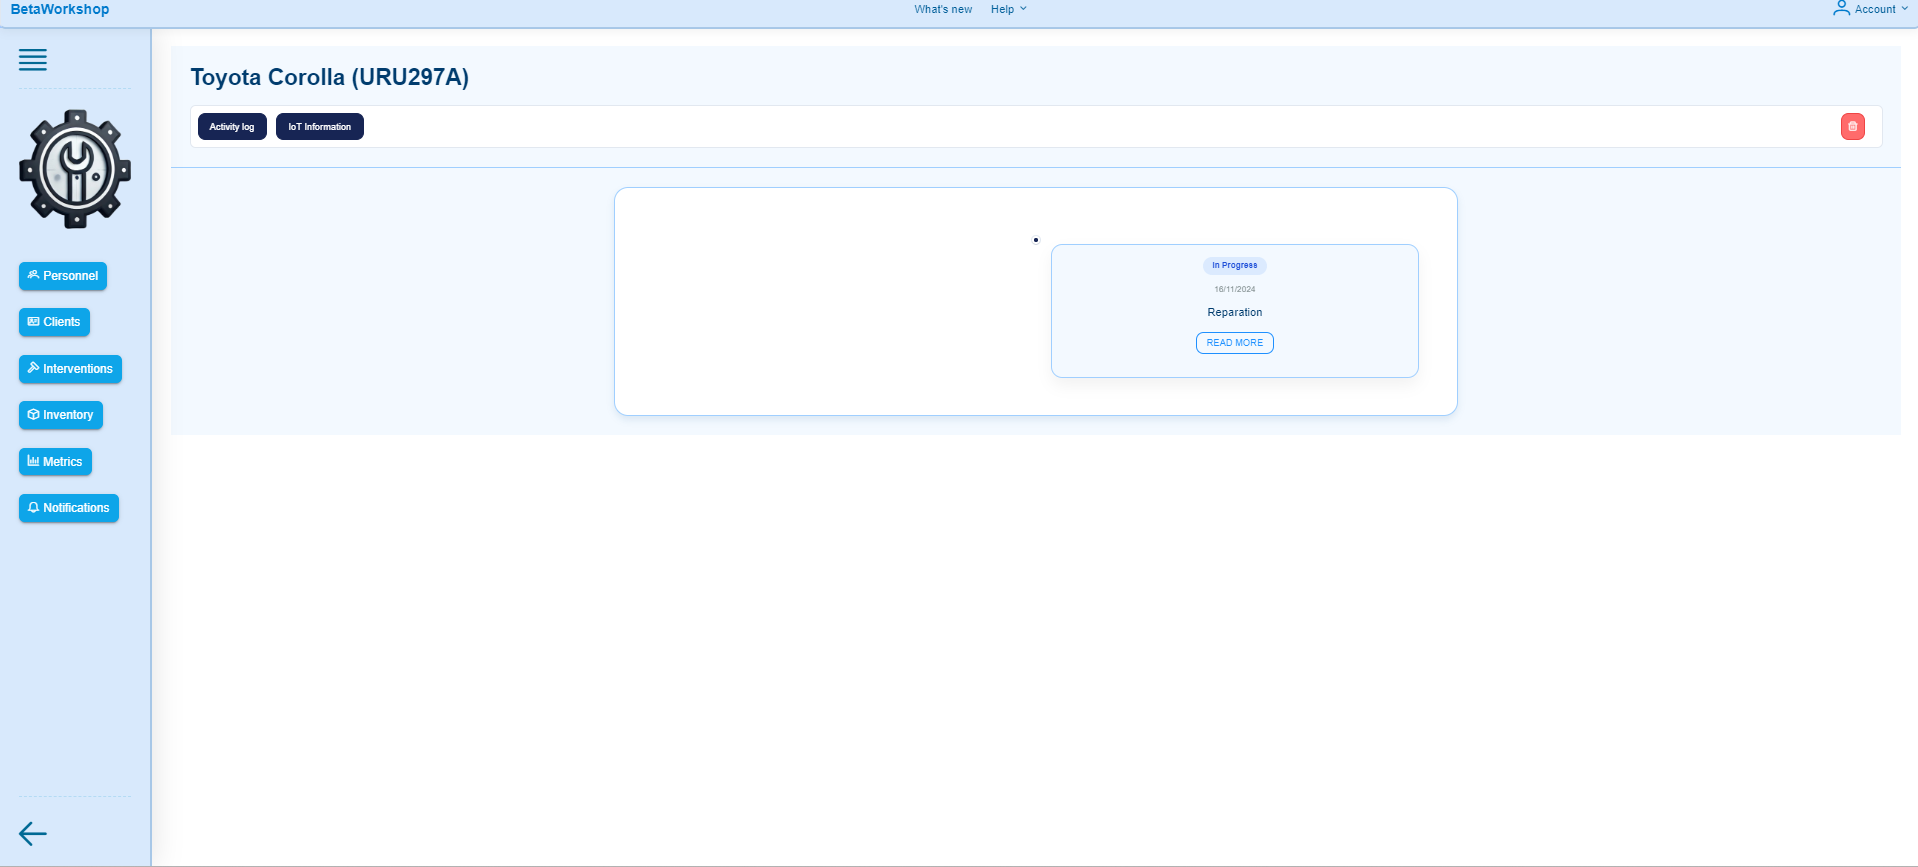 BetaWorkshop
What's new
Help
Account
Toyota Corolla (URU297A)
Activity log
IoT Information
Personnel
Clients
Interventions
Inventory
Metrics
Notifications
In Progress
16/11/2024
Reparation
READ MORE